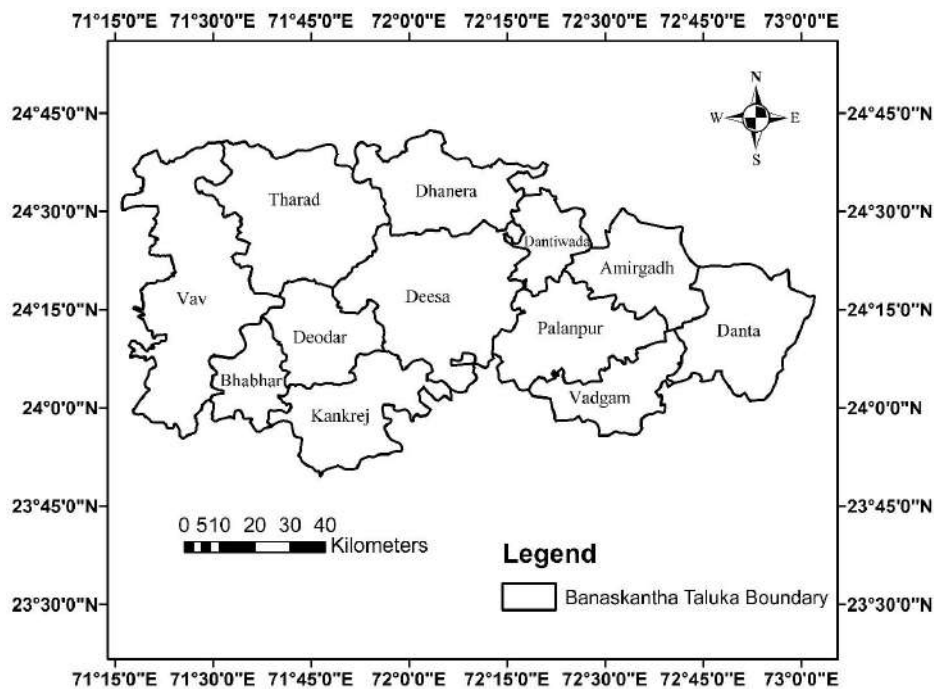 71°15'0"E 71°30'0"E 71°45'0"E 72°0'0"E 72°15'0"E 72°30'0"E 72°45'0"E 73°0'0"E
N
24°45'0"N W E 24°45'0"N
S
Dhanera
Tharad
24°30'0"N 24°30'0"N
Dantiwada
Amirgadh
Vav Deesa
24°15'0"N 24°15'0"N
Deodar Palanpur Danta
Bhabhar
Vadgam
24°0'0"N 24°0'0"N
Kankrej
23°45'0"N 23°45'0"N
0 5 10 20 30 40
Kilometers
Legend
Banaskantha Taluka Boundary
23°30'0"N 23°30'0"N
71°15'0"E 71°30'0"E 71°45'0"E 72°0'0"E 72°15'0"E 72°30'0"E 72°45'0"E 73°0'0"E